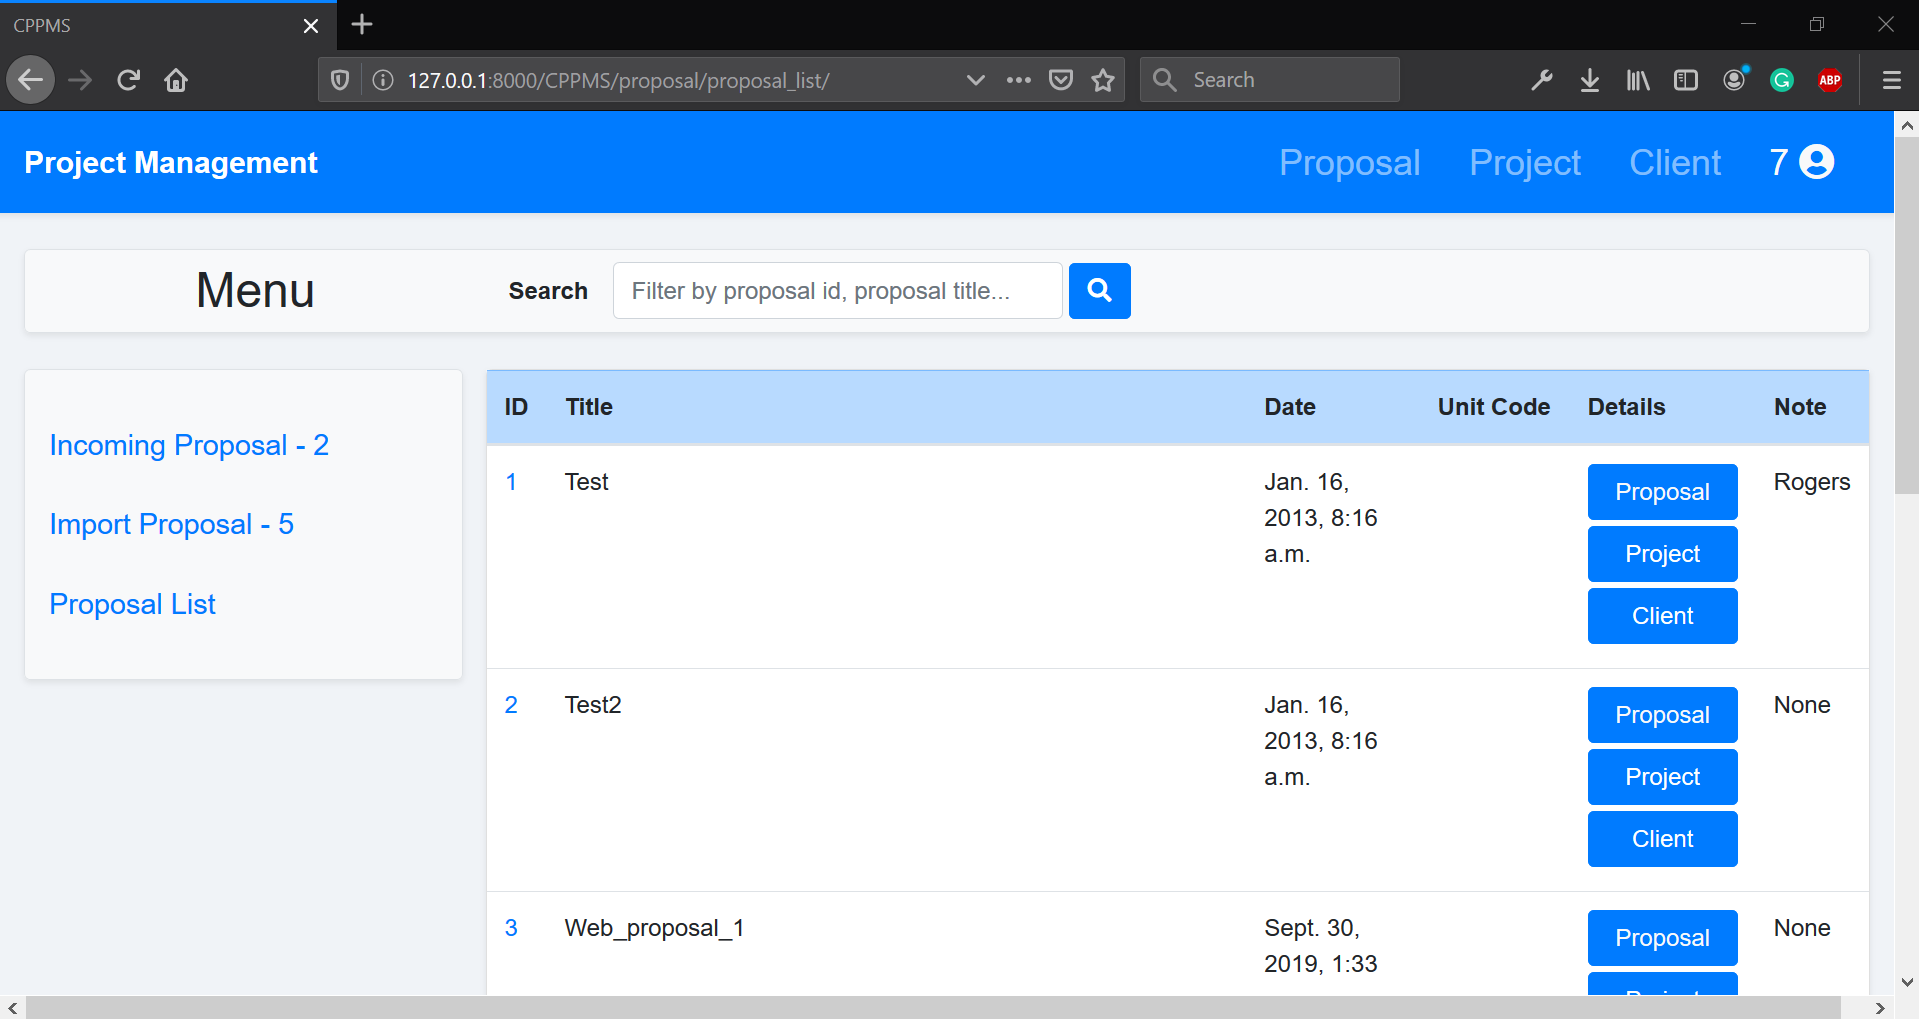 CPPMS
127.0.0.1:8000/CPPMS/proposal/proposal_list/
Search
ABP
Project Management
Proposal
Project
Client
7
Menu
Search
Filter by proposal id, proposal title...
Incoming Proposal - 2
Import Proposal - 5
Proposal List
ID Title Date Unit Code Details Note
1 Test Jan. 16, Proposal Rogers
2013, 8:16
a.m.
Project
Client
2 Test2 Jan. 16, Proposal None
2013, 8:16
a.m.
Project
Client
3 Web_proposal_1 Sept. 30, Proposal None
2019, 1:33